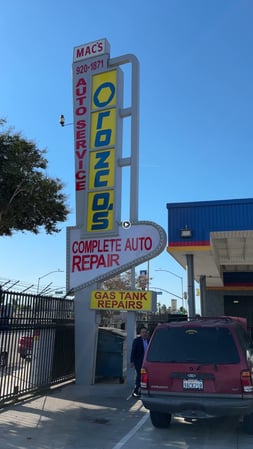 MAC'S
920-1871
AUTO SERVICE
OROZCO'S
COMPLETE AUTO
REPAIR
GAS TANK
REPAIRS